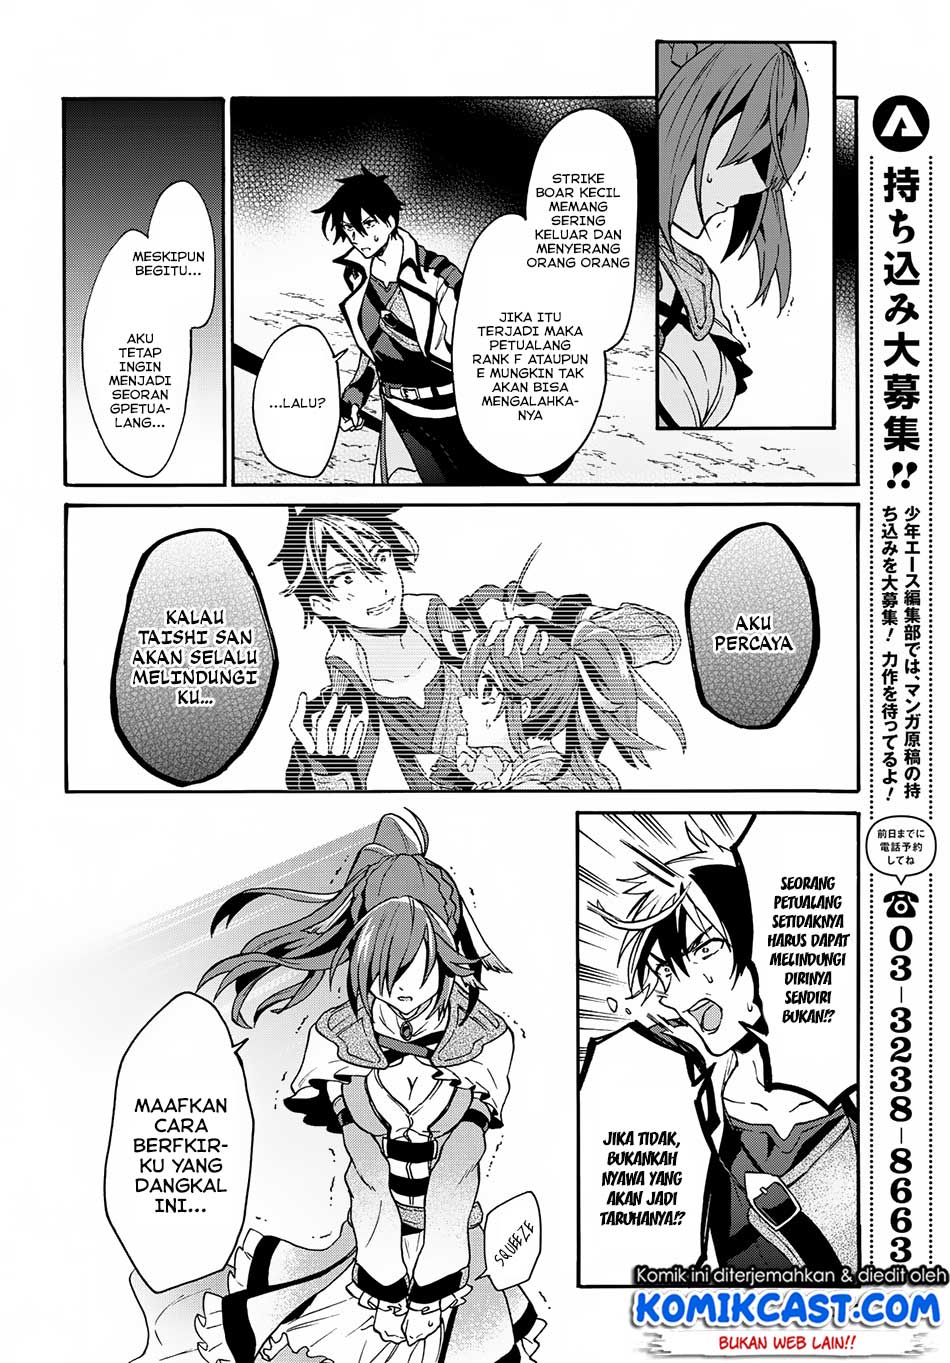 STRIKE
BOAR KECIL
MEMANG
SERING
KELUAR DAN
MENYERANG
ORANG ORANG
JIKA ITU
TERJADI MAKA
PETUALANG
RANK F ATAUPUN
E MUNGKIN TAK
AKAN BISA
MENGALAHKA-
NYA
...LALU?
MESKIPUN
BEGITU...
AKU
TETAP
INGIN
MENJADI
SEORAN
GPETUA-
LANG...
AKU
PERCAYA
KALAU
TAISHI SAN
AKAN SELALU
MELINDUNGI
KU...
SEORANG
PETUALANG
SETIDAKNYA
HARUS DAPAT
MELINDUNGI
DIRINYA
SENDIRI
BUKAN!?
JIKA TIDAK,
BUKANKAH
NYAWA YANG
AKAN JADI
TARUHANYA!?
MAAFKAN
CARA
BERFKIR-
KU YANG
DANGKAL
INI...
SQUEEZE
持ち込み大募集!!
少年エース編集部では、マンガ原稿の持
ち込みを大募集! 力作を待ってるよ!
前日までに
電話予約
してね
☎03-3238-8663
Komik ini diterjemahkan & diedit oleh
KOMIKCAST.COM
BUKAN WEB LAIN!!